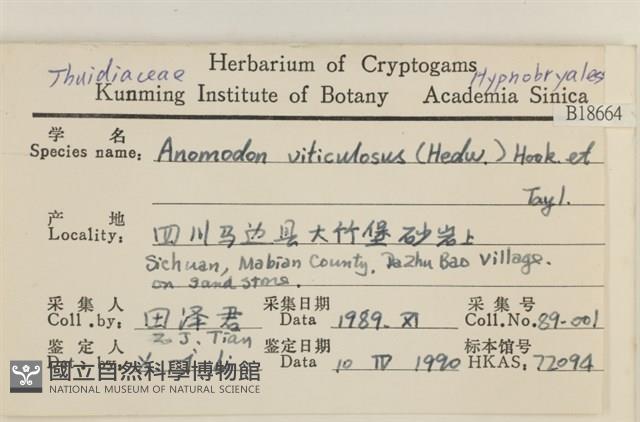 Thuidiaceae Herbarium of Cryptogams Hypnobryales
Kunming Institute of Botany Academia Sinica
B18664
学 名
Species name: Anomodon viticulosus (Hedw.) Hook. et
Tayl.
产 地 四川马边县大竹堡砂岩上
Locality: Sichuan, Mabian County, Dazhu Bao Village.
on sand stone.
采集人 采集日期 采集号
Coll.by: 田泽君 Data 1989.XI Coll.No.89-001
Z. J. Tian
鉴定人 鉴定日期 标本馆号
Data 10 IV 1990 HKAS: 72094
國立自然科學博物館
NATIONAL MUSEUM OF NATURAL SCIENCE